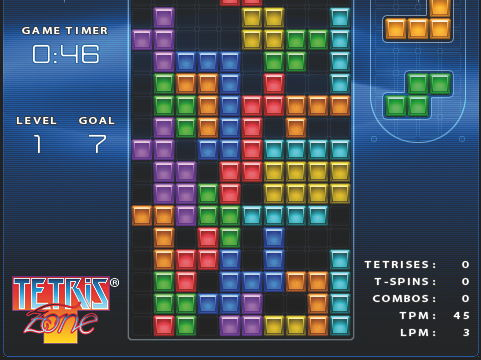 GAME TIMER
0:46
LEVEL GOAL
1 7
TETRISES: 0
T-SPINS: 0
COMBOS: 0
TPM: 45
LPM: 3
TETRIS®
Zone